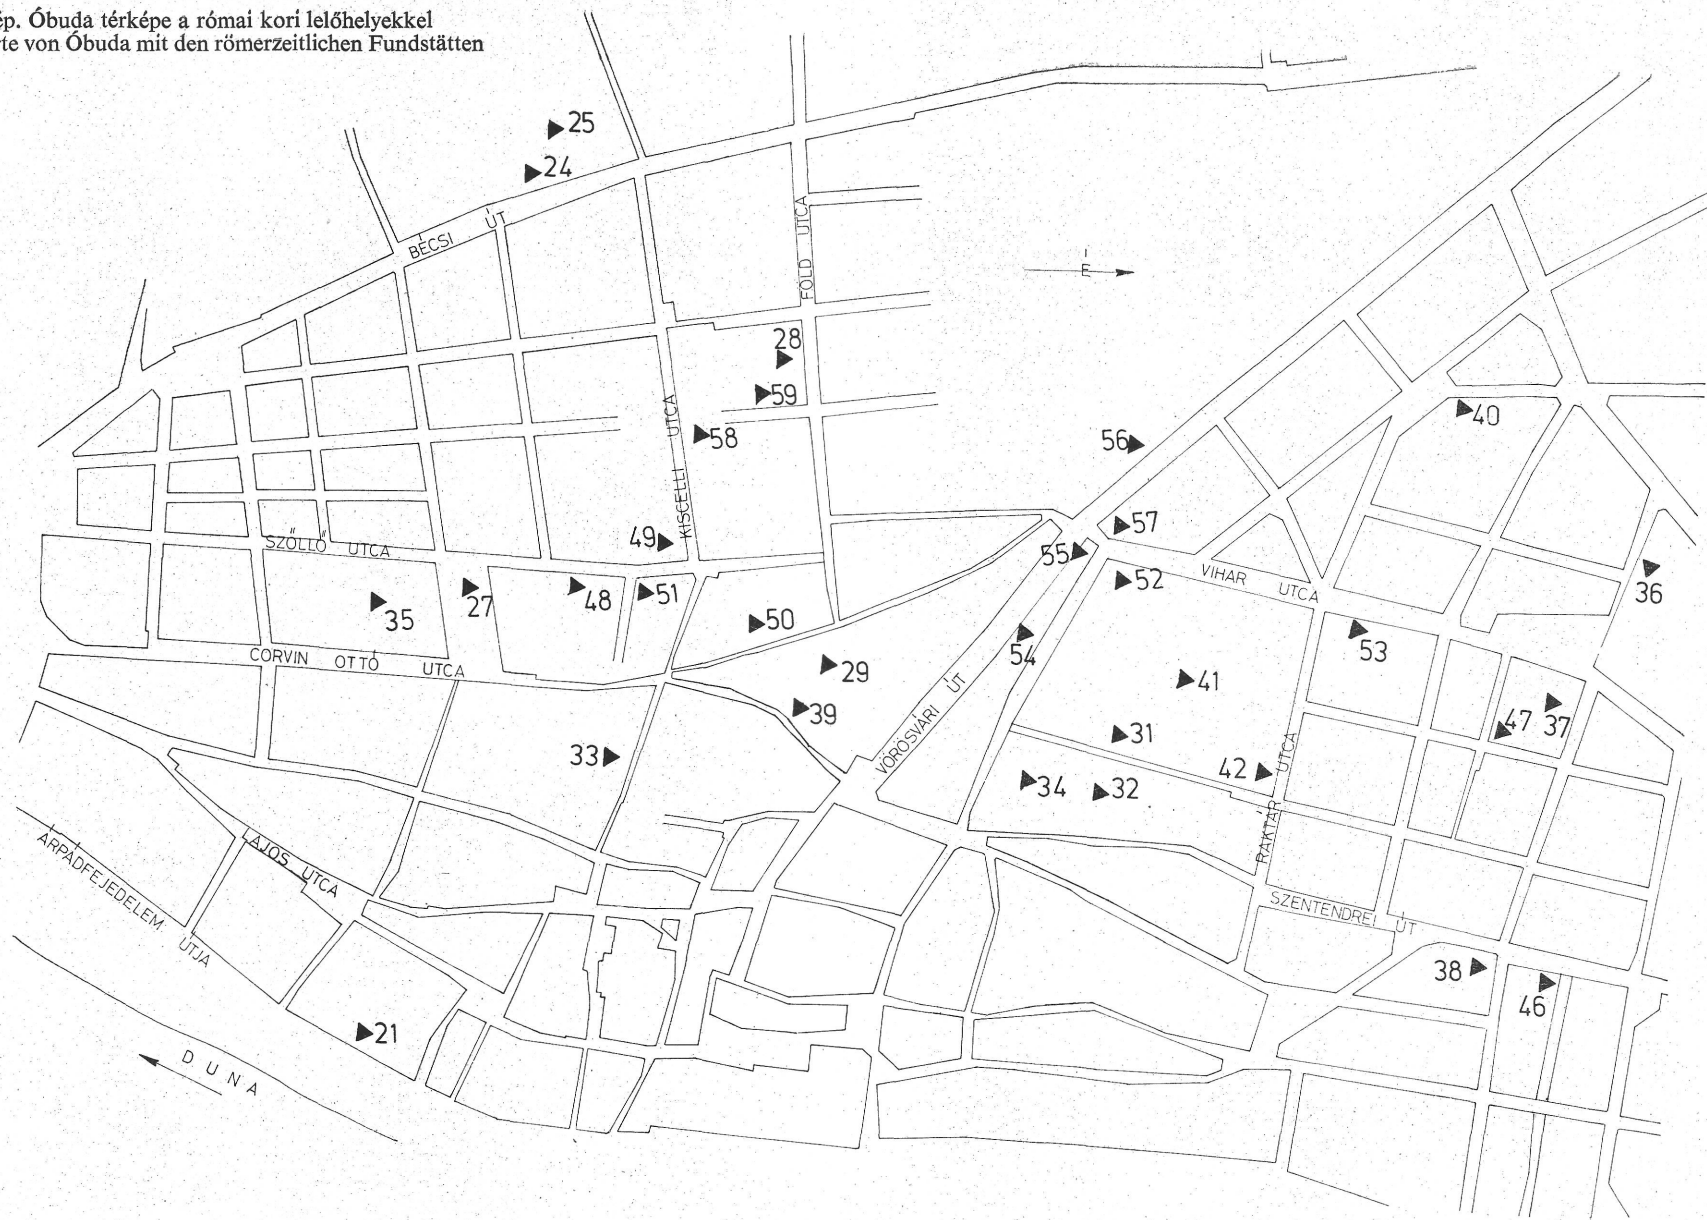 ép. Óbuda térképe a római kori lelőhelyekkel
te von Óbuda mit den römerzeitlichen Fundstätten
25
24
BÉCSI ÚT
FÖLD UTCA
É
28
59
58
KISCELLI UTCA
40
56
57
55
52
VIHAR UTCA
36
49
SZŐLLŐ UTCA
35
27
48
51
50
CORVIN OTTÓ UTCA
29
39
54
VÖRÖSVÁRI ÚT
53
41
31
47
37
33
34
32
42
RAKTÁR UTCA
LAJOS UTCA
ÁRPÁDFEJEDELEM ÚTJA
SZENTENDREI ÚT
38
46
21
DUNA